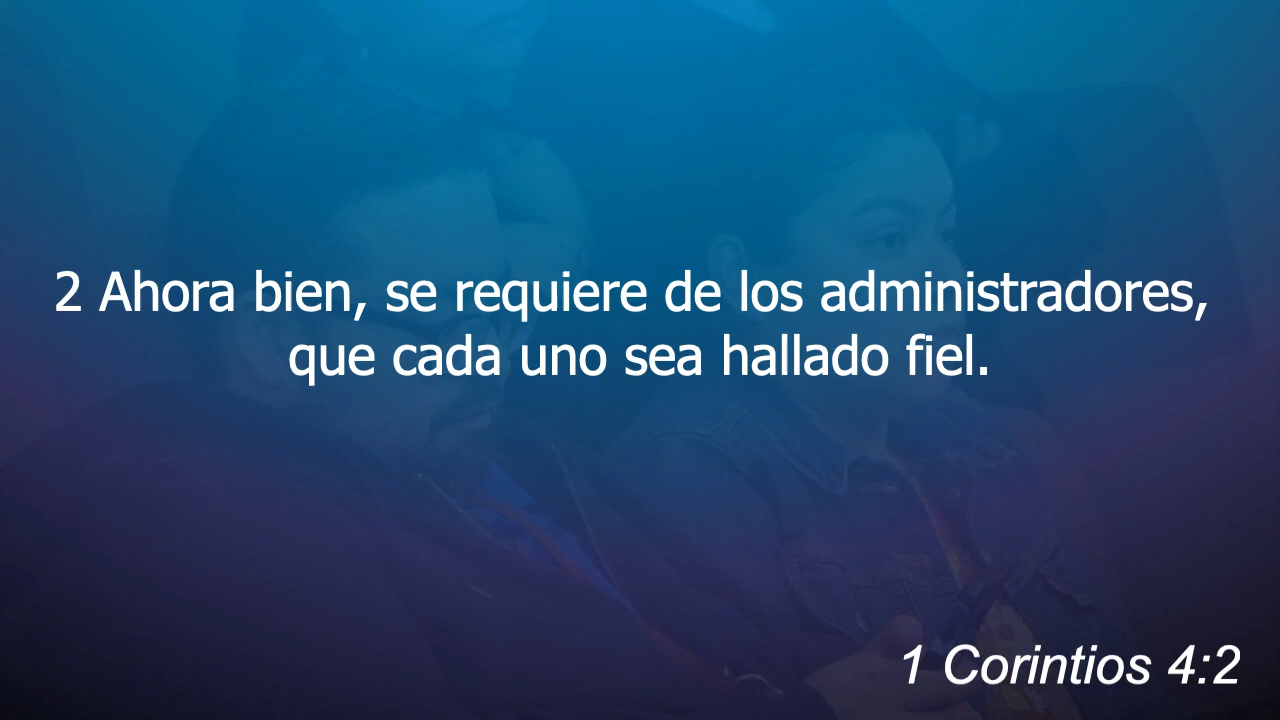 2 Ahora bien, se requiere de los administradores,
que cada uno sea hallado fiel.
1 Corintios 4:2